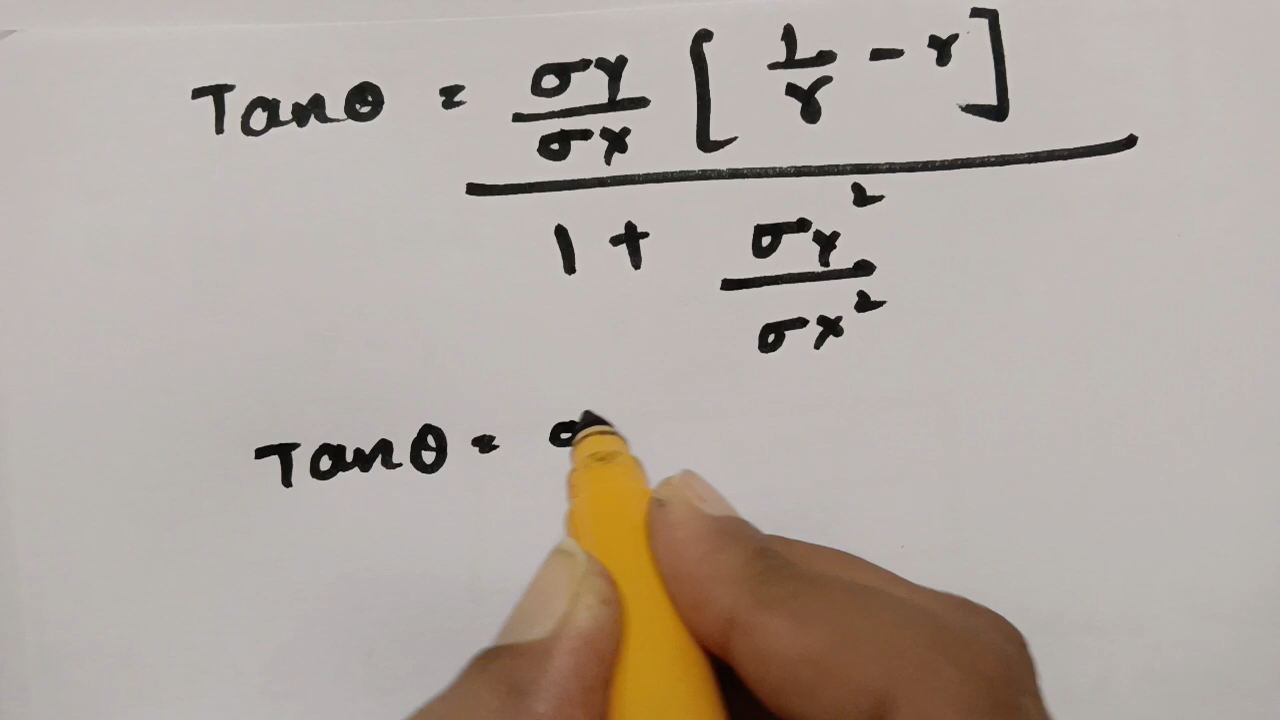 Tanθ = σy/σx [1/r - r] / 1 + σy²/σx²
Tanθ = σ